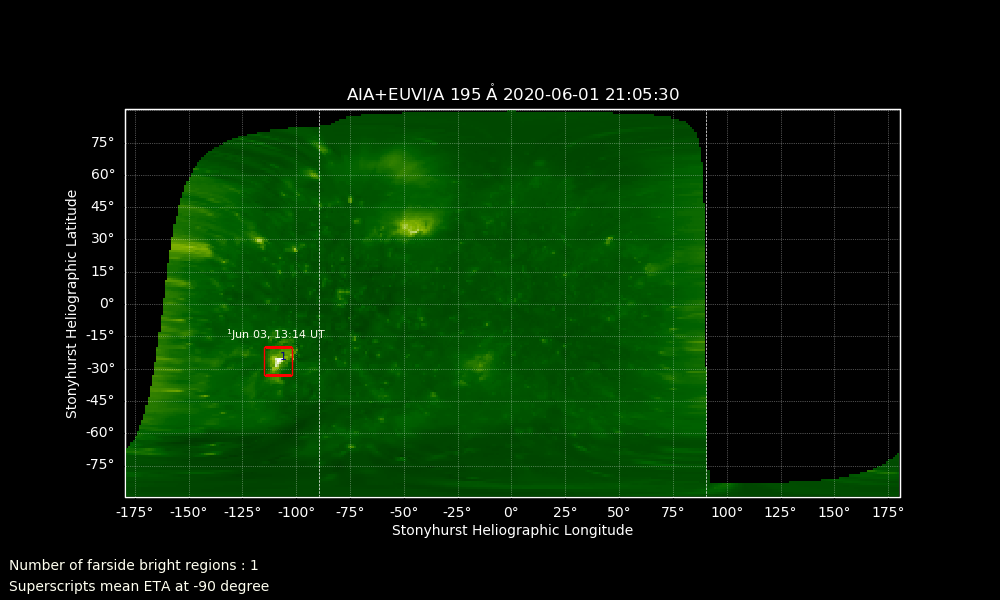 AIA+EUVI/A 195 Å 2020-06-01 21:05:30
Stonyhurst Heliographic Latitude
75°
60°
45°
30°
15°
0°
-15°
-30°
-45°
-60°
-75°
¹Jun 03, 13:14 UT
1
-175° -150° -125° -100° -75° -50° -25° 0° 25° 50° 75° 100° 125° 150° 175°
Stonyhurst Heliographic Longitude
Number of farside bright regions : 1
Superscripts mean ETA at -90 degree